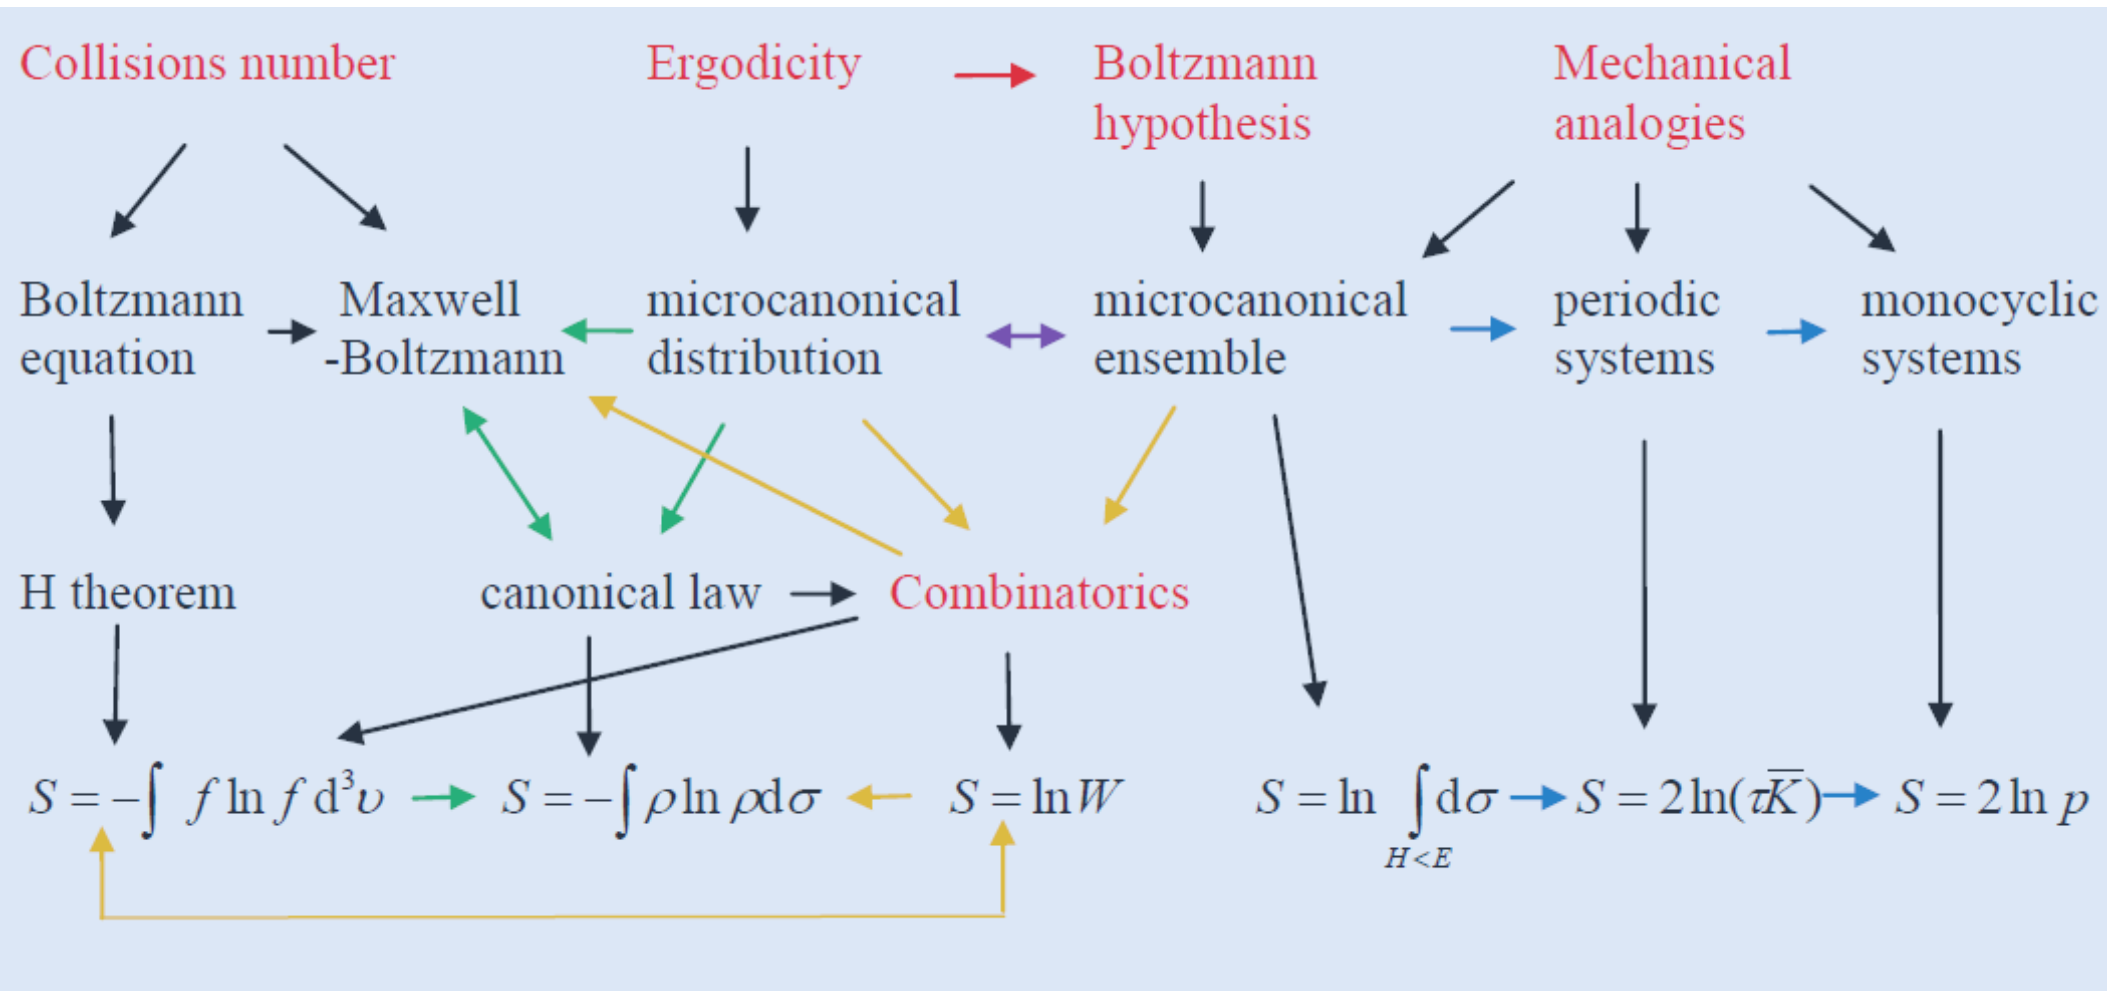 Collisions number
Ergodicity
Boltzmann
hypothesis
Mechanical
analogies
Boltzmann
equation
Maxwell
-Boltzmann
microcanonical
distribution
microcanonical
ensemble
periodic
systems
monocyclic
systems
H theorem
canonical law
Combinatorics
S = −∫ f ln f d³υ
S = −∫ ρ ln ρdσ
S = ln W
S = ln ∫ dσ
H<E
S = 2 ln(τK̅)
S = 2 ln p